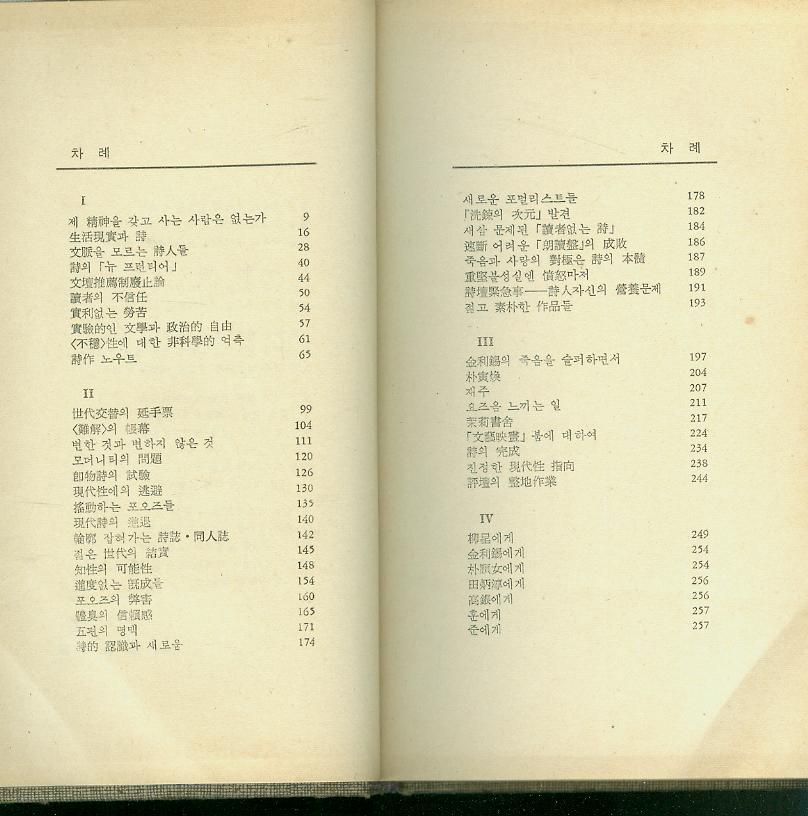 차 례
I
제 精神을 갖고 사는 사람은 없는가 9
生活現實과 詩 16
文脈을 모르는 詩人들 28
詩의 「뉴 프런티어」 40
文壇推薦制廢止論 44
讀者의 不信任 50
實利없는 勞苦 54
實驗的인 文學과 政治的 自由 57
〈不穩〉性에 대한 非科學的 억측 61
詩作 노우트 65
II
世代交替의 延手票 99
〈難解〉의 帳幕 104
변한 것과 변하지 않은 것 111
모더니티의 問題 120
卽物詩의 試驗 126
現代性에의 逃避 130
搖動하는 포오즈들 135
現代詩의 進退 140
輪廓 잡혀가는 詩誌・同人誌 142
젊은 世代의 結實 145
知性의 可能性 148
進度없는 旣成들 154
포오즈의 弊害 160
體臭의 信賴感 165
五편의 명맥 171
詩的 認識과 새로움 174
차 례
새로운 포멀리스트들 178
「洗鍊의 次元」 발견 182
새삼 문제된 「讀者없는 詩」 184
速斷 어려운 「朗讀盤」의 成敗 186
죽음과 사랑의 對極은 詩의 本髓 187
重堅불성실엔 憤怒마저 189
詩壇緊急事——詩人자신의 營養문제 191
젊고 素朴한 作品들 193
III
金利錫의 죽음을 슬퍼하면서 197
朴寅煥 204
재주 207
요즈음 느끼는 일 211
茉莉書舍 217
「文藝映畫」 붐에 대하여 224
詩의 完成 234
진정한 現代性 指向 238
評壇의 整地作業 244
IV
柳星에게 249
金利錫에게 254
朴順女에게 254
田炳淳에게 256
高銀에게 256
훈에게 257
준에게 257